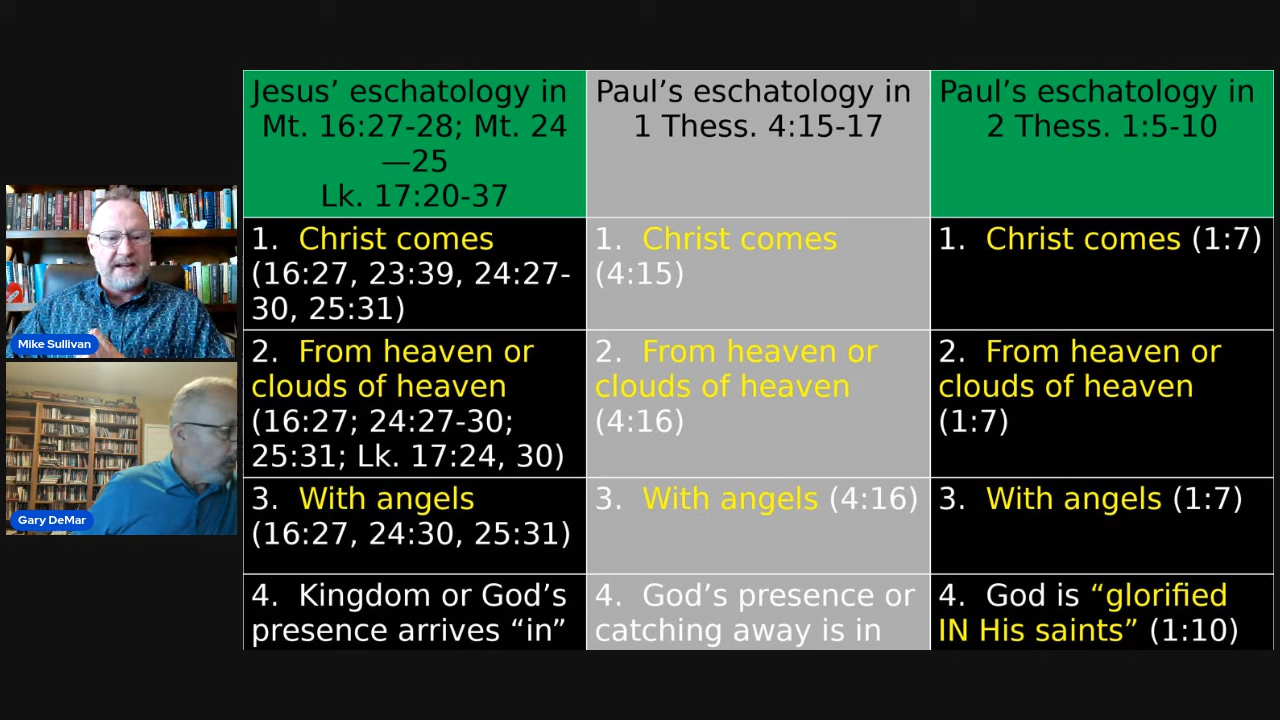 Jesus’ eschatology in
Mt. 16:27-28; Mt. 24
—25
Lk. 17:20-37
Paul’s eschatology in
1 Thess. 4:15-17
Paul’s eschatology in
2 Thess. 1:5-10
1. Christ comes
(16:27, 23:39, 24:27-
30, 25:31)
1. Christ comes
(4:15)
1. Christ comes (1:7)
2. From heaven or
clouds of heaven
(16:27; 24:27-30;
25:31; Lk. 17:24, 30)
2. From heaven or
clouds of heaven
(4:16)
2. From heaven or
clouds of heaven
(1:7)
3. With angels
(16:27, 24:30, 25:31)
3. With angels (4:16)
3. With angels (1:7)
4. Kingdom or God’s
presence arrives “in”
4. God’s presence or
catching away is in
4. God is “glorified
IN His saints” (1:10)
Mike Sullivan
Gary DeMar